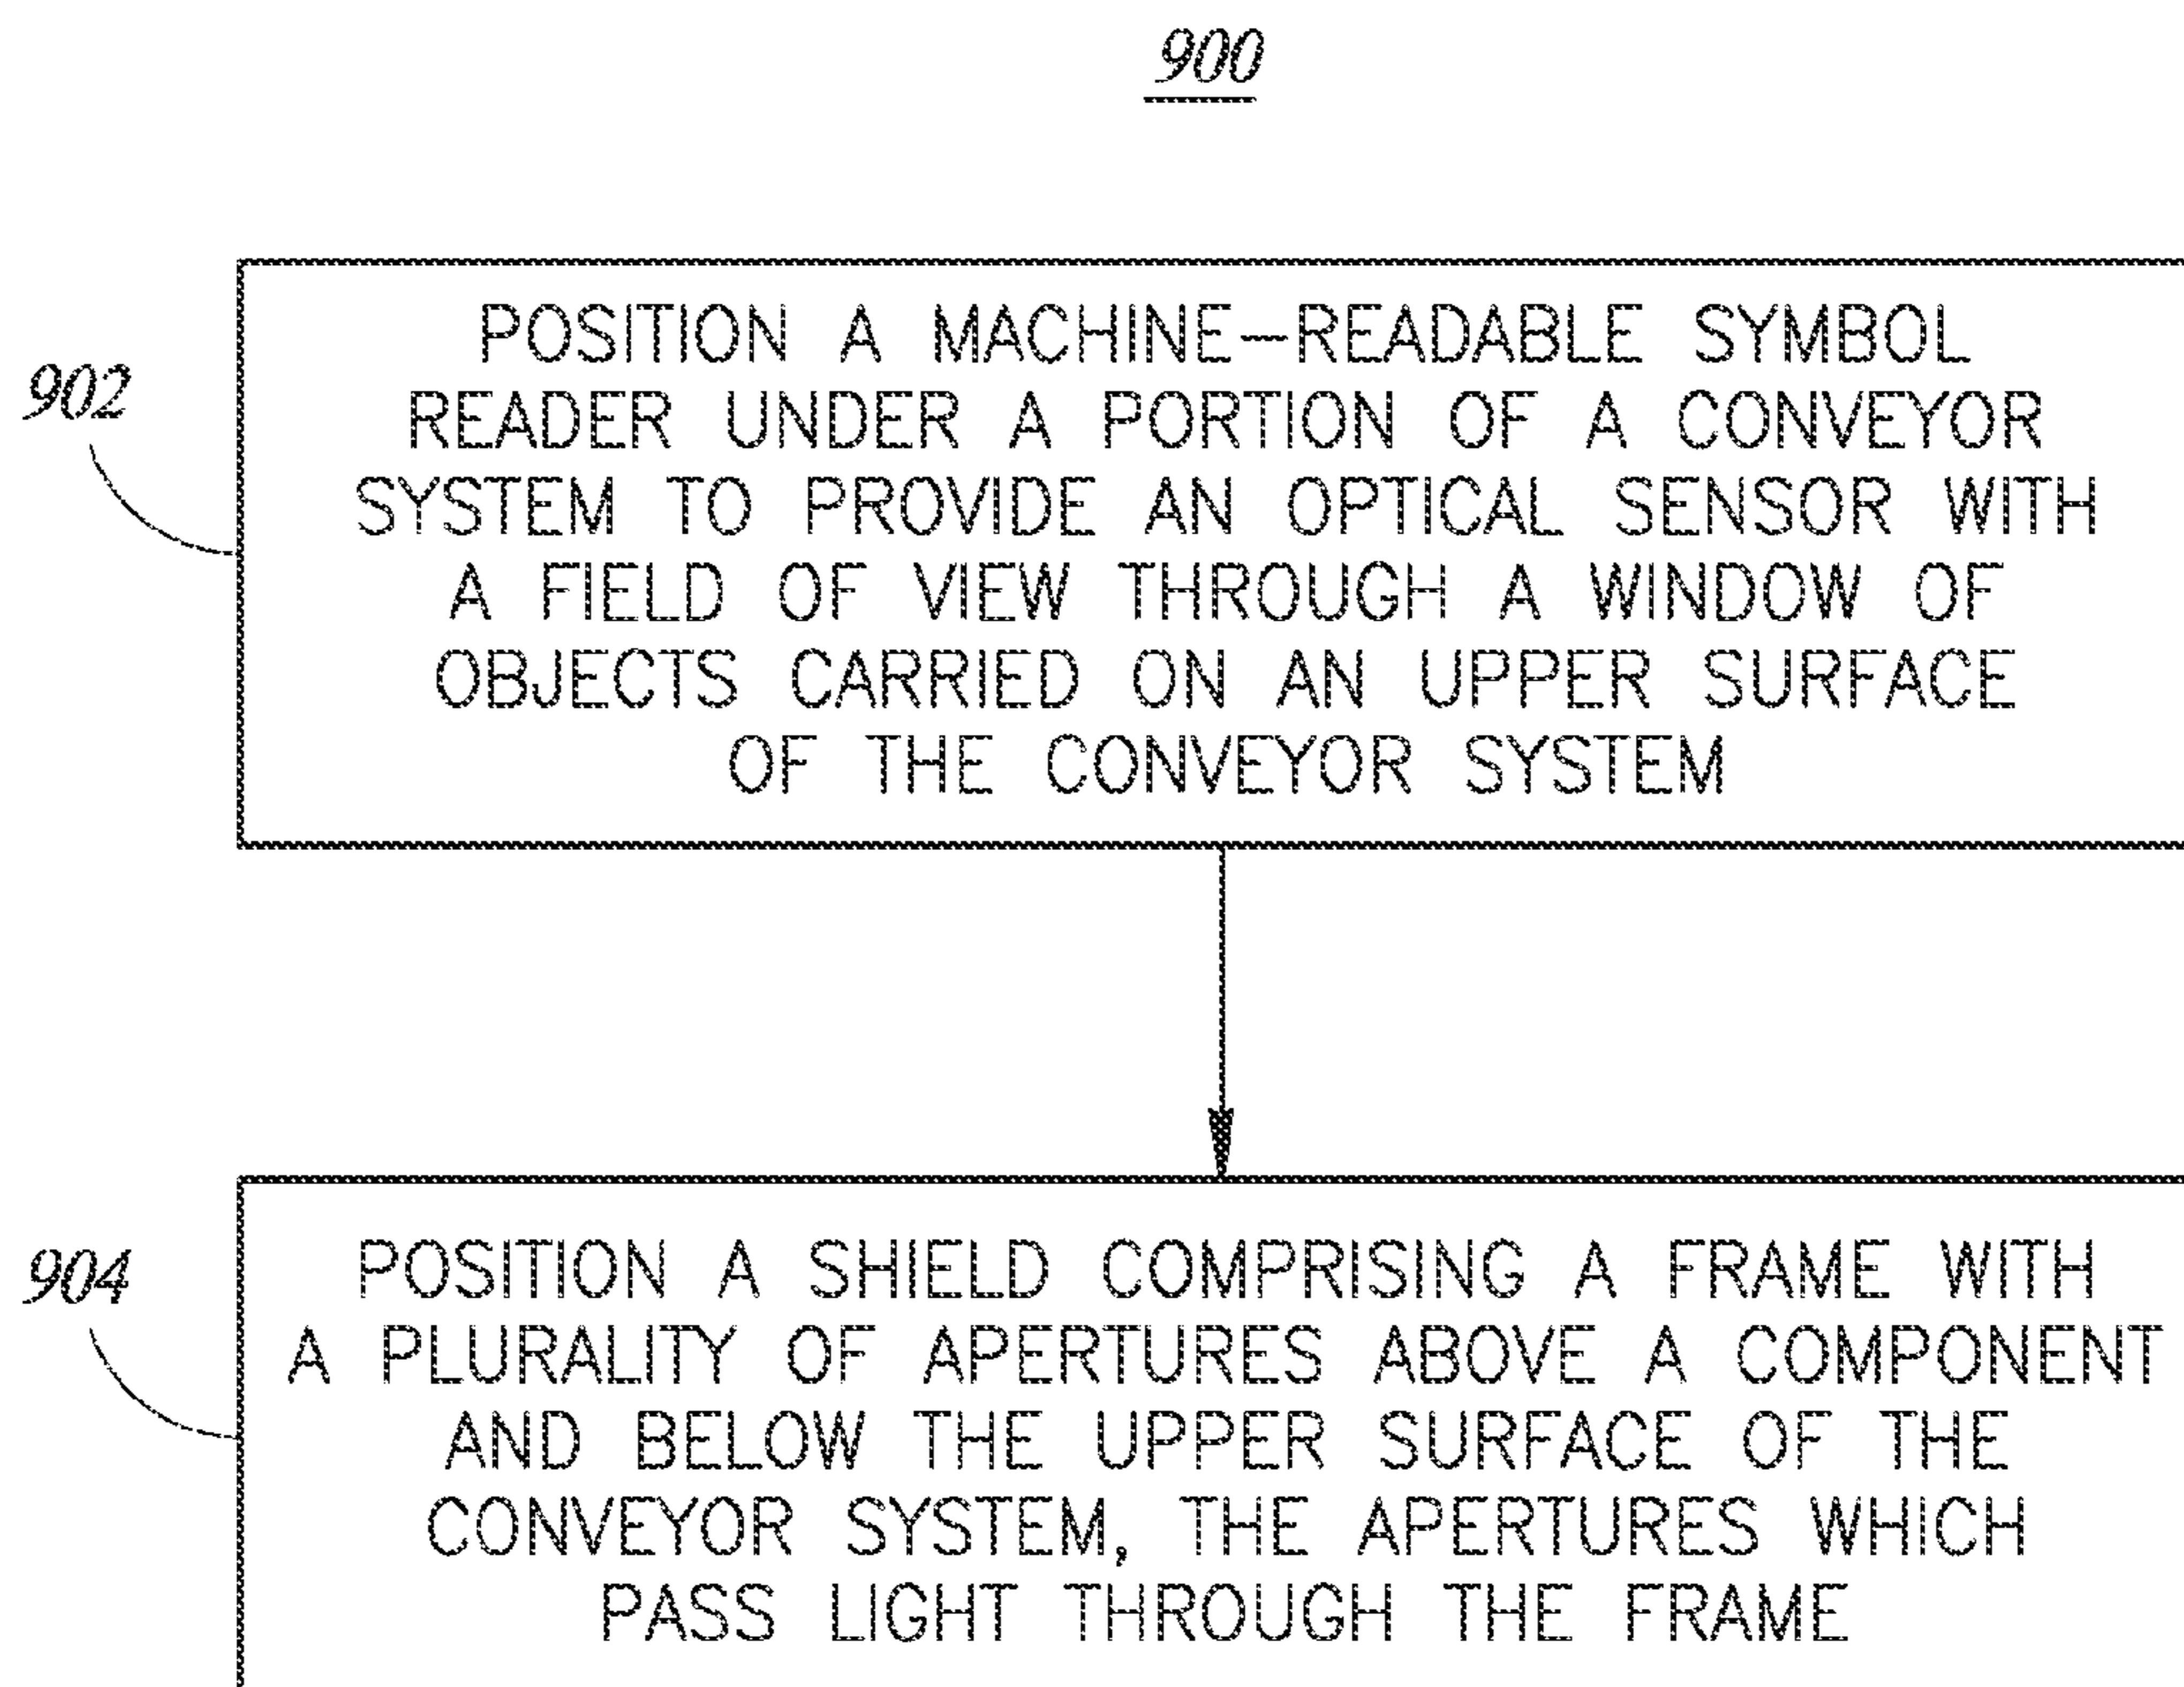 900
902
POSITION A MACHINE-READABLE SYMBOL
READER UNDER A PORTION OF A CONVEYOR
SYSTEM TO PROVIDE AN OPTICAL SENSOR WITH
A FIELD OF VIEW THROUGH A WINDOW OF
OBJECTS CARRIED ON AN UPPER SURFACE
OF THE CONVEYOR SYSTEM
904
POSITION A SHIELD COMPRISING A FRAME WITH
A PLURALITY OF APERTURES ABOVE A COMPONENT
AND BELOW THE UPPER SURFACE OF THE
CONVEYOR SYSTEM, THE APERTURES WHICH
PASS LIGHT THROUGH THE FRAME